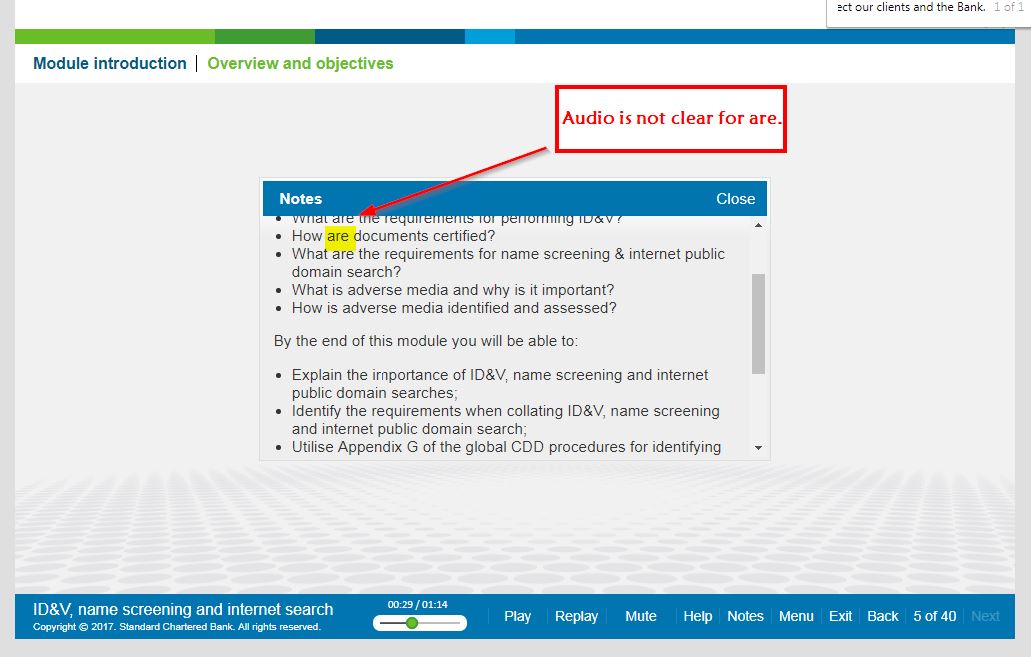 ect our clients and the Bank. 1 of 1
Module introduction | Overview and objectives
Audio is not clear for are.
Notes Close
What are the requirements for performing ID&V?
How are documents certified?
What are the requirements for name screening & internet public
domain search?
What is adverse media and why is it important?
How is adverse media identified and assessed?
By the end of this module you will be able to:
Explain the importance of ID&V, name screening and internet
public domain searches;
Identify the requirements when collating ID&V, name screening
and internet public domain search;
Utilise Appendix G of the global CDD procedures for identifying
ID&V, name screening and internet search
Copyright © 2017. Standard Chartered Bank. All rights reserved.
00:29 / 01:14
Play Replay Mute Help Notes Menu Exit Back 5 of 40 Next